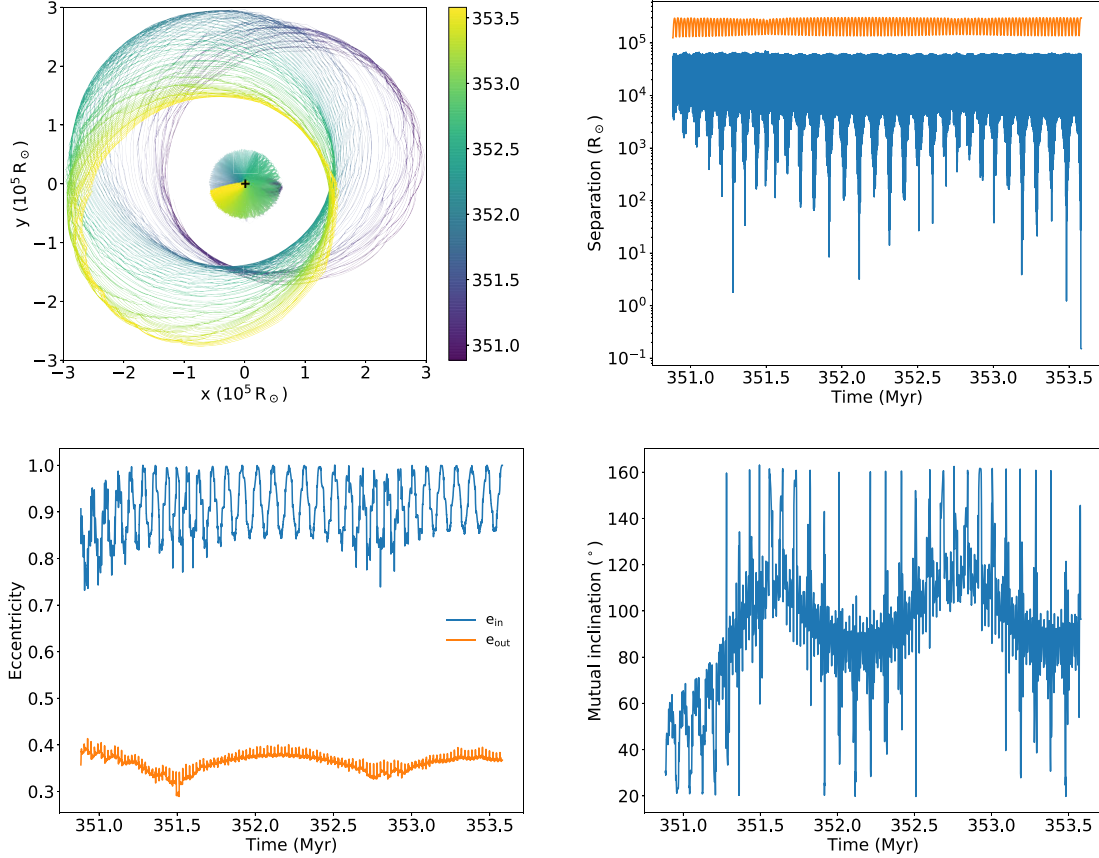 3
2
1
0
−1
−2
−3
y (10⁵ R☉)
−3 −2 −1 0 1 2 3
x (10⁵ R☉)
353.5
353.0
352.5
352.0
351.5
351.0
10⁵
10⁴
10³
10²
10¹
10⁰
10⁻¹
Separation (R☉)
351.0 351.5 352.0 352.5 353.0 353.5
Time (Myr)
1.0
0.9
0.8
0.7
0.6
0.5
0.4
0.3
Eccentricity
e_in
e_out
351.0 351.5 352.0 352.5 353.0 353.5
Time (Myr)
160
140
120
100
80
60
40
20
Mutual inclination (°)
351.0 351.5 352.0 352.5 353.0 353.5
Time (Myr)